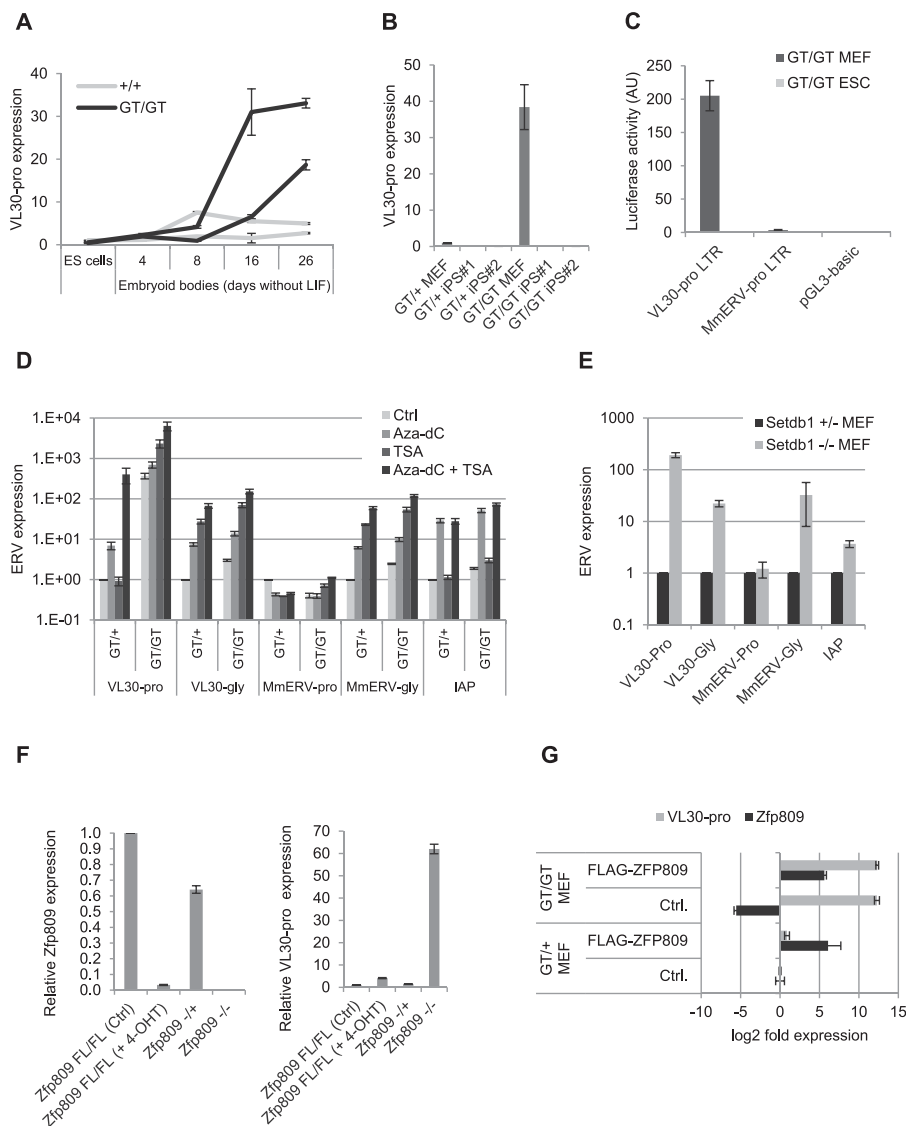 A
VL30-pro expression
40
30
20
10
0
+/+
GT/GT
ES cells
4
8
16
26
Embryoid bodies (days without LIF)
B
VL30-pro expression
50
40
30
20
10
0
GT/+ MEF
GT/+ iPS#1
GT/+ iPS#2
GT/GT MEF
GT/GT iPS#1
GT/GT iPS#2
C
Luciferase activity (AU)
250
200
150
100
50
0
GT/GT MEF
GT/GT ESC
VL30-pro LTR
MmERV-pro LTR
pGL3-basic
D
ERV expression
1.E+04
1.E+03
1.E+02
1.E+01
1.E+00
1.E-01
Ctrl
Aza-dC
TSA
Aza-dC + TSA
GT/+
GT/GT
GT/+
GT/GT
GT/+
GT/GT
GT/+
GT/GT
GT/+
GT/GT
VL30-pro
VL30-gly
MmERV-pro
MmERV-gly
IAP
E
ERV expression
1000
100
10
1
0.1
Setdb1 +/- MEF
Setdb1 -/- MEF
VL30-Pro
VL30-Gly
MmERV-Pro
MmERV-Gly
IAP
F
Relative Zfp809 expression
1.0
0.9
0.8
0.7
0.6
0.5
0.4
0.3
0.2
0.1
0.0
Zfp809 FL/FL (Ctrl)
Zfp809 FL/FL (+ 4-OHT)
Zfp809 -/+
Zfp809 -/-
Relative VL30-pro expression
70
60
50
40
30
20
10
0
Zfp809 FL/FL (Ctrl)
Zfp809 FL/FL (+ 4-OHT)
Zfp809 -/+
Zfp809 -/-
G
VL30-pro
Zfp809
GT/GT
MEF
FLAG-ZFP809
Ctrl.
GT/+
MEF
FLAG-ZFP809
Ctrl.
-10
-5
0
5
10
15
log2 fold expression